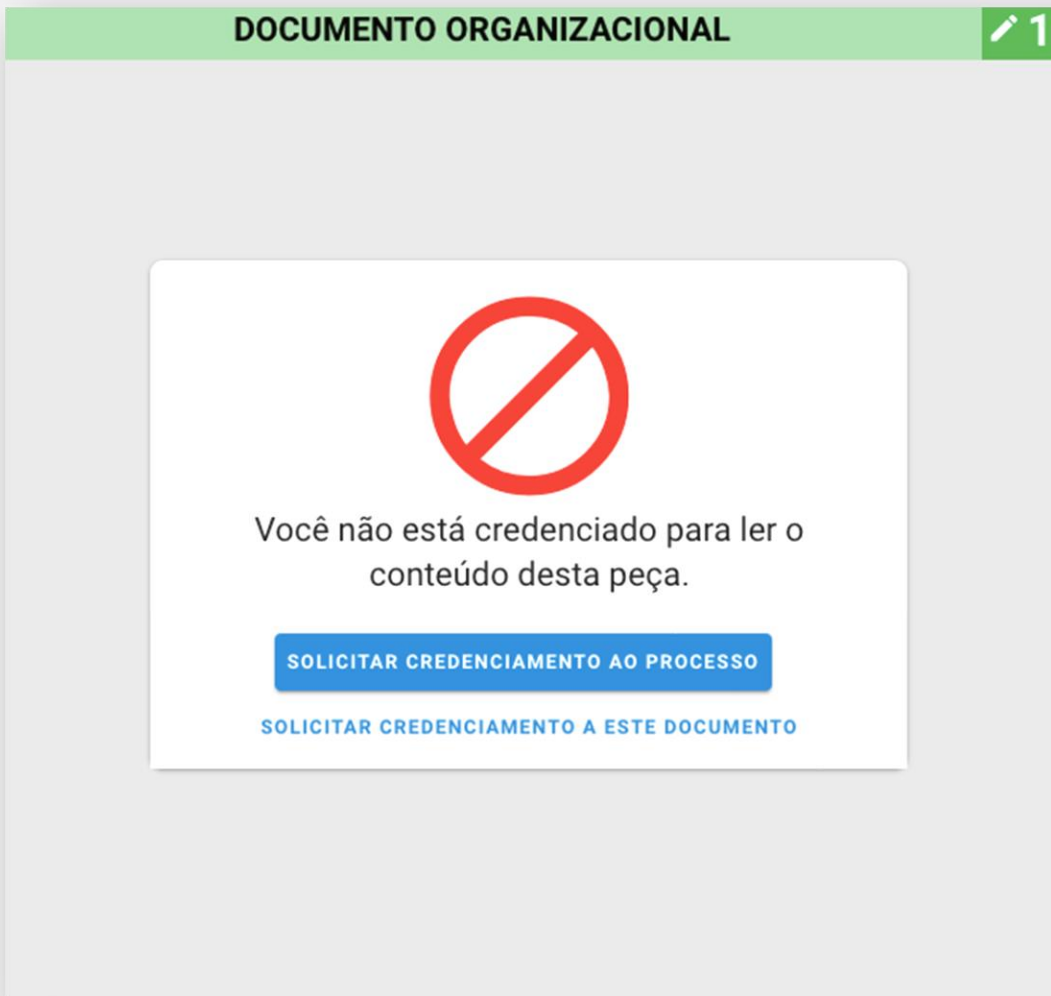 DOCUMENTO ORGANIZACIONAL
1
Você não está credenciado para ler o
conteúdo desta peça.
SOLICITAR CREDENCIAMENTO AO PROCESSO
SOLICITAR CREDENCIAMENTO A ESTE DOCUMENTO